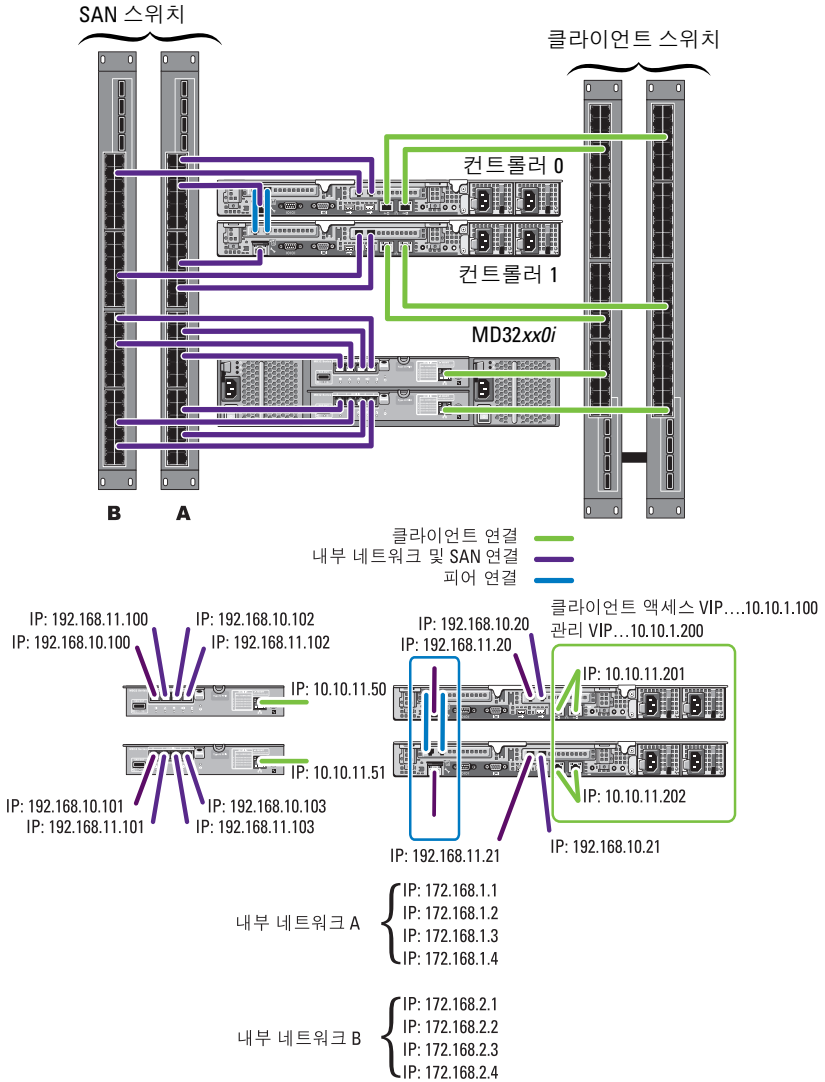 SAN 스위치
클라이언트 스위치
컨트롤러 0
컨트롤러 1
MD32xx0i
B
A
클라이언트 연결
내부 네트워크 및 SAN 연결
피어 연결
IP: 192.168.11.100
IP: 192.168.10.102
IP: 192.168.10.100
IP: 192.168.11.102
IP: 10.10.11.50
IP: 10.10.11.51
IP: 192.168.10.101
IP: 192.168.10.103
IP: 192.168.11.101
IP: 192.168.11.103
클라이언트 액세스 VIP....10.10.1.100
관리 VIP...10.10.1.200
IP: 192.168.10.20
IP: 192.168.11.20
IP: 10.10.11.201
IP: 10.10.11.202
IP: 192.168.11.21
IP: 192.168.10.21
내부 네트워크 A
IP: 172.168.1.1
IP: 172.168.1.2
IP: 172.168.1.3
IP: 172.168.1.4
내부 네트워크 B
IP: 172.168.2.1
IP: 172.168.2.2
IP: 172.168.2.3
IP: 172.168.2.4